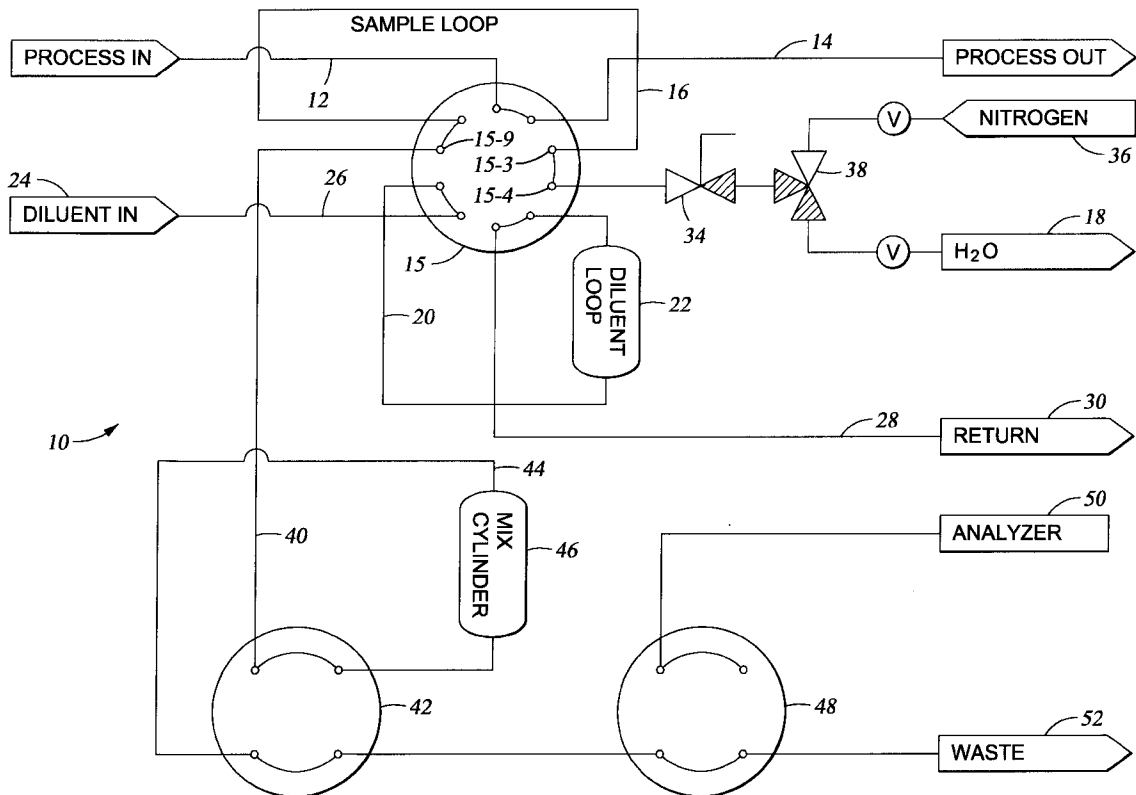 SAMPLE LOOP
PROCESS IN
12
14
PROCESS OUT
16
V
NITROGEN
36
15-9
15-3
15-4
38
24
DILUENT IN
26
34
18
V
H₂O
15
20
DILUENT
LOOP
22
10
28
30
RETURN
44
40
MIX
CYLINDER
46
50
ANALYZER
42
48
52
WASTE